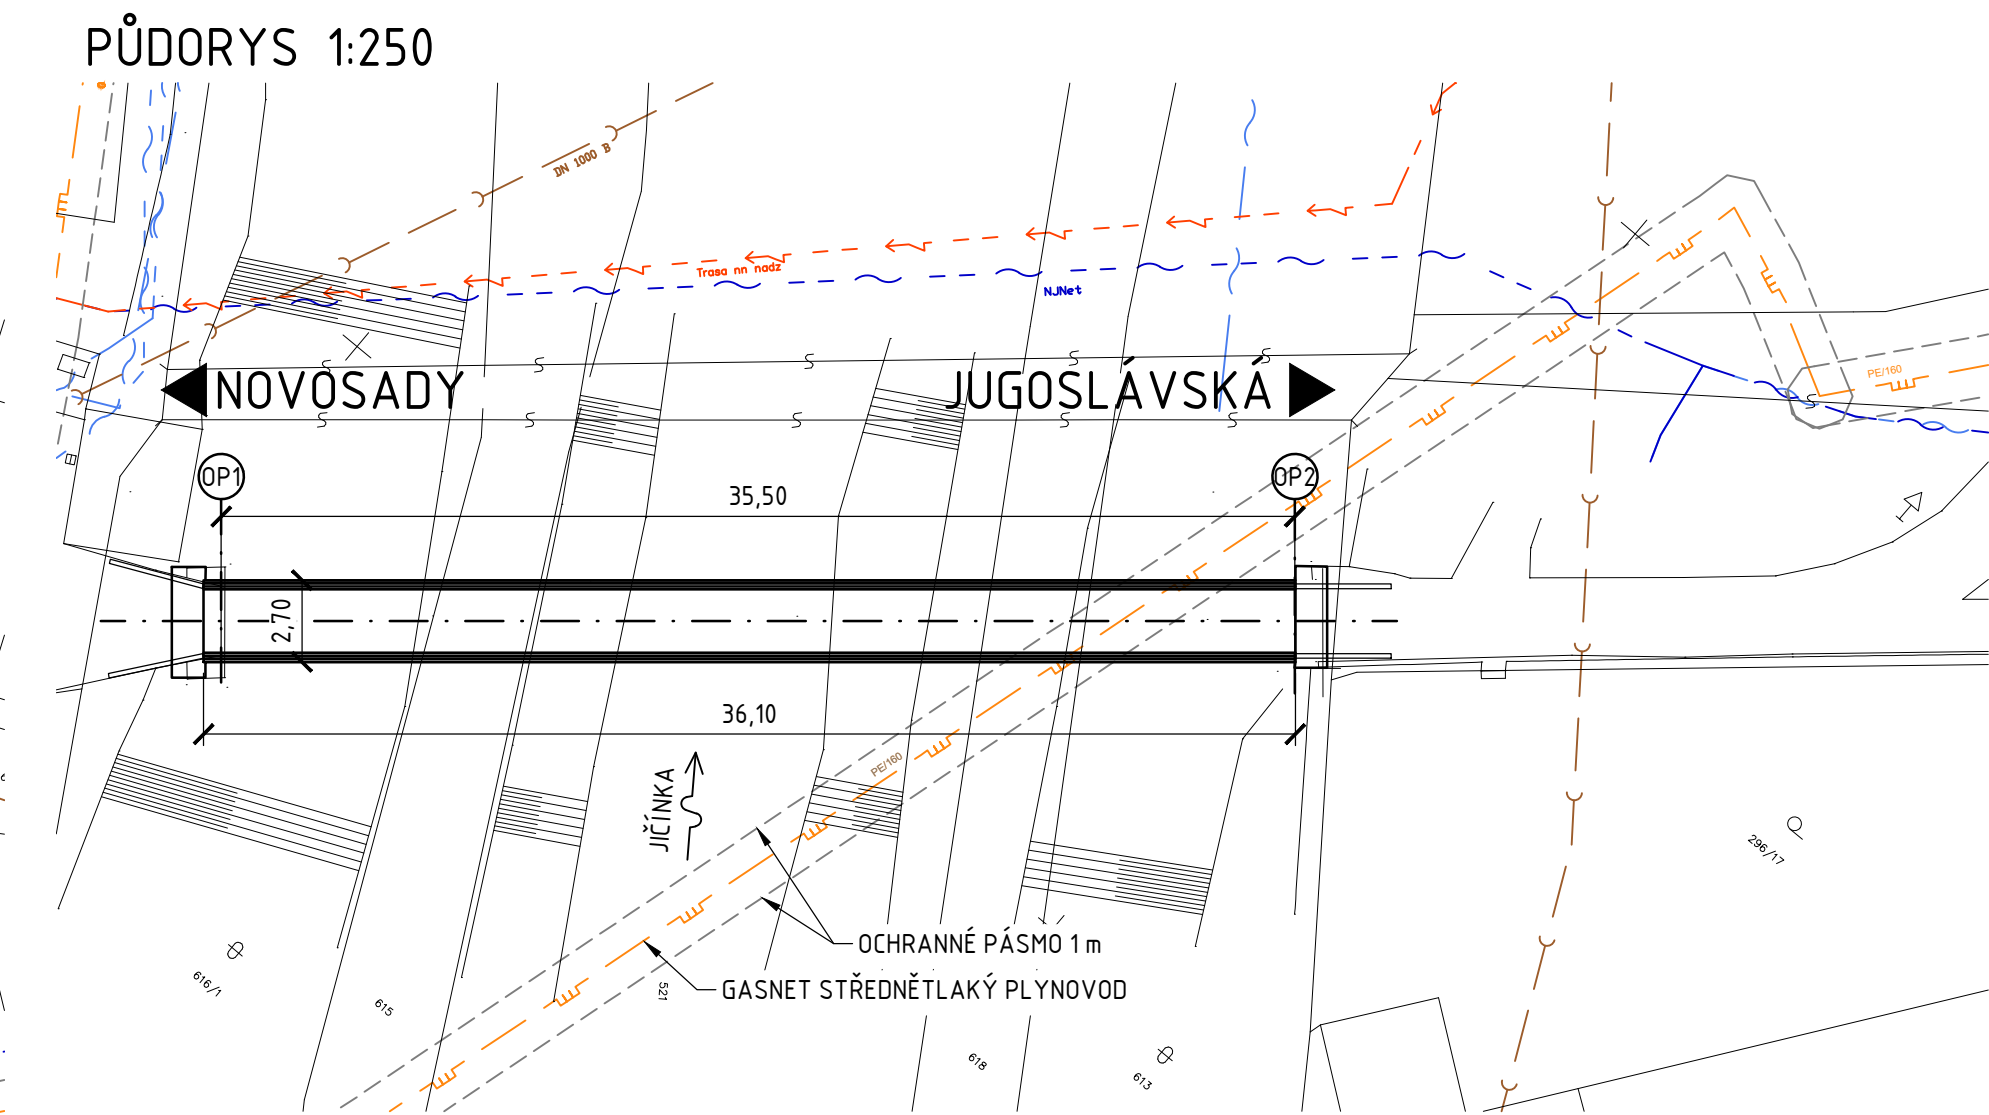 PŮDORYS 1:250
DN 1000 B
Trasa nn nadz
NJNet
PE/160
NOVOSADY
JUGOSLÁVSKÁ
OP1
OP2
35,50
2,70
36,10
JIČÍNKA
PE/160
296/17
OCHRANNÉ PÁSMO 1 m
GASNET STŘEDNĚTLAKÝ PLYNOVOD
616/1
615
521
618
613